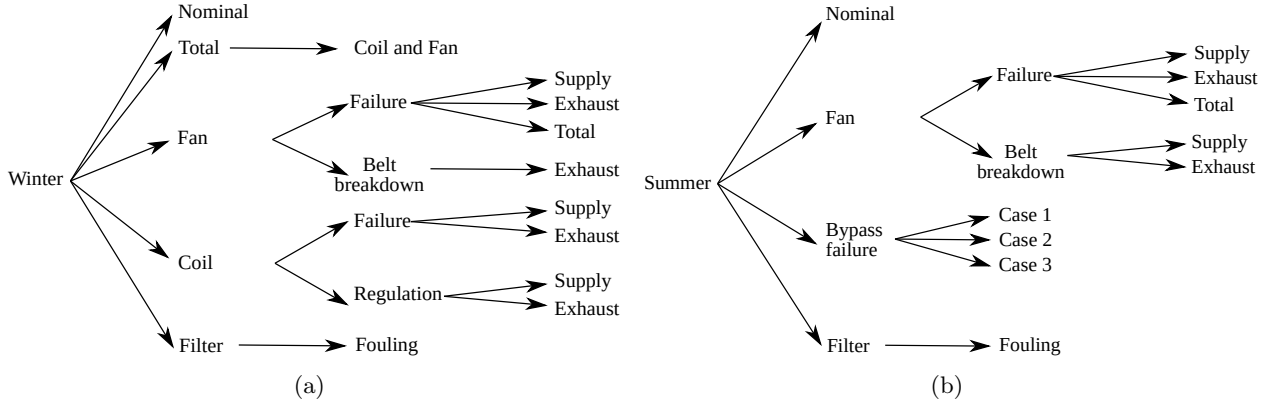 Nominal
Total
Coil and Fan
Supply
Failure
Exhaust
Total
Fan
Belt
breakdown
Exhaust
Winter
Supply
Failure
Exhaust
Coil
Supply
Regulation
Exhaust
Filter
Fouling
(a)
Nominal
Supply
Failure
Exhaust
Total
Fan
Supply
Belt
breakdown
Exhaust
Summer
Case 1
Bypass
failure
Case 2
Case 3
Filter
Fouling
(b)